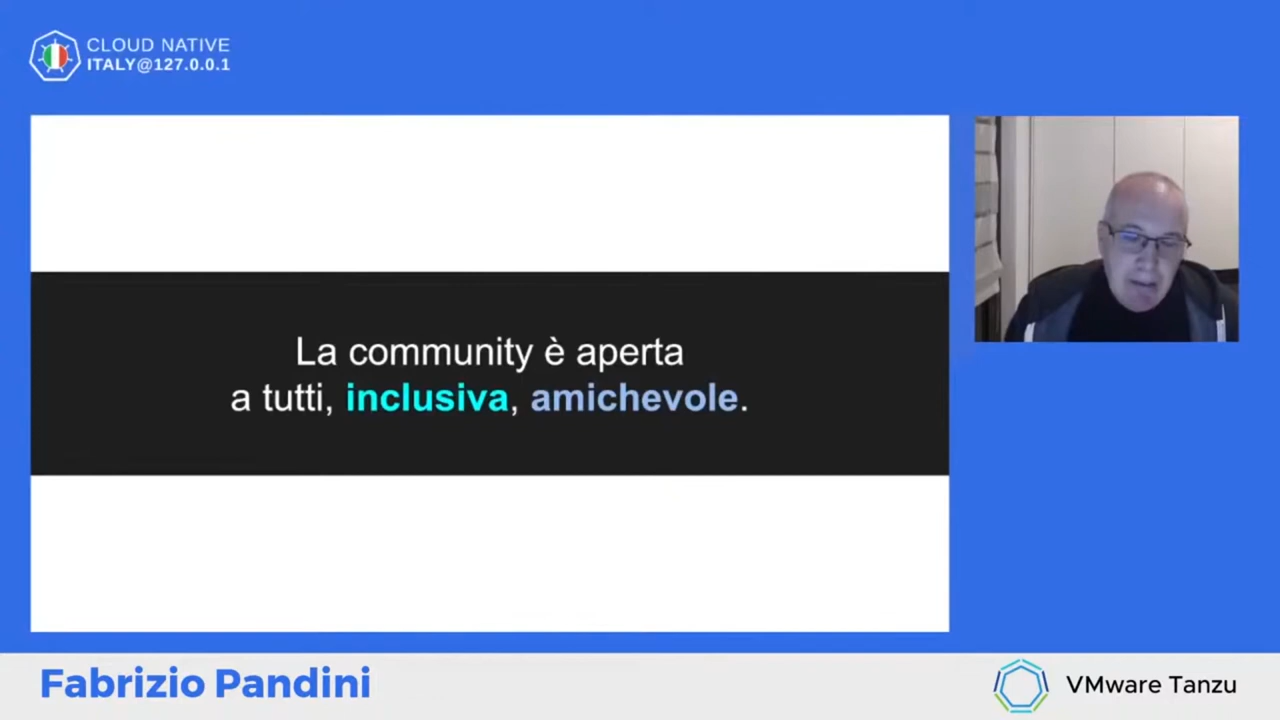 CLOUD NATIVE
ITALY@127.0.0.1
La community è aperta
a tutti, inclusiva, amichevole.
Fabrizio Pandini
VMware Tanzu